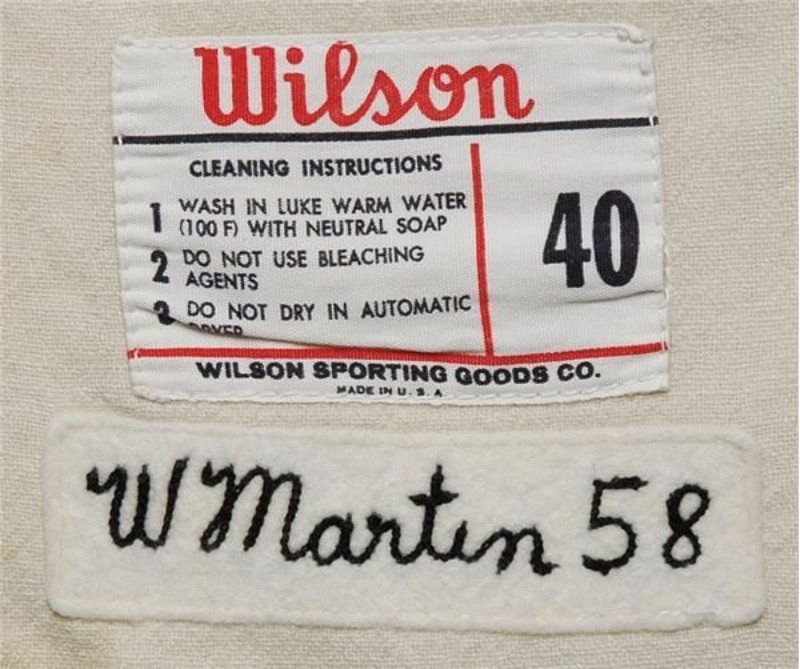 Wilson
CLEANING INSTRUCTIONS
1 WASH IN LUKE WARM WATER
(100 F) WITH NEUTRAL SOAP
2 DO NOT USE BLEACHING
AGENTS
3 DO NOT DRY IN AUTOMATIC
DRYER
40
WILSON SPORTING GOODS CO.
MADE IN U.S.A
W Martin 58